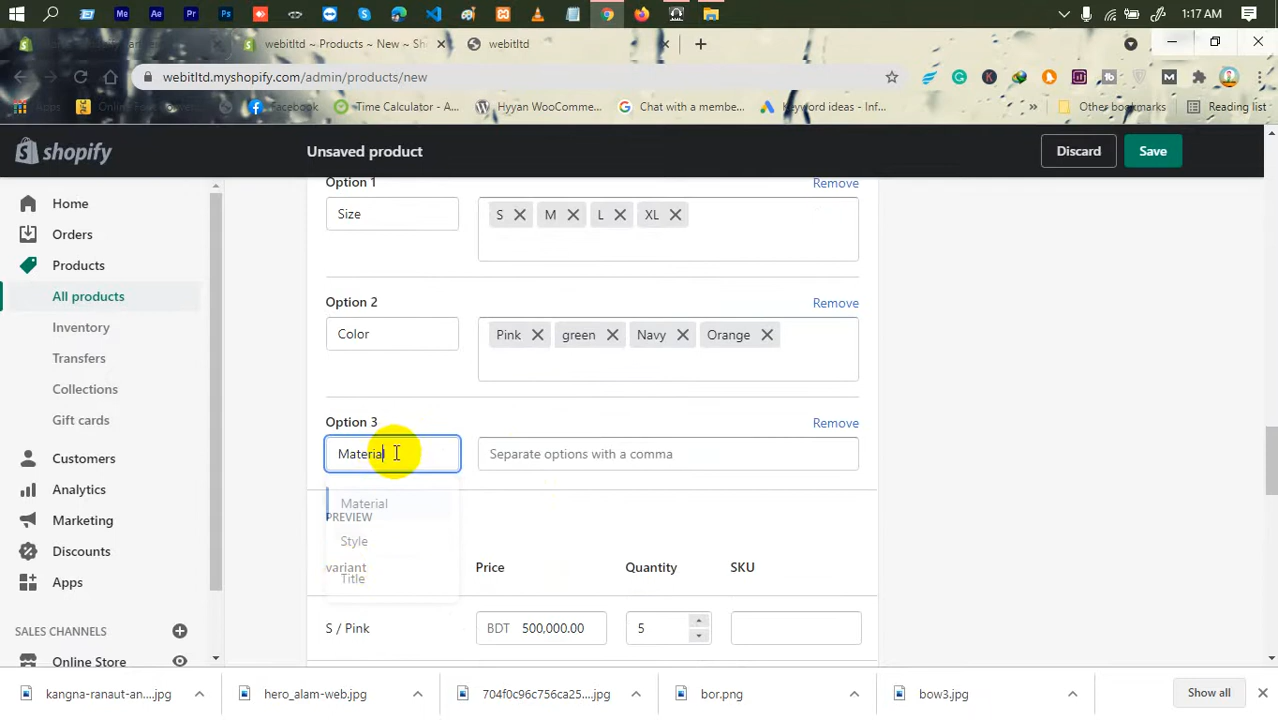 1:17 AM
webitltd ~ Products ~ New ~ Sh
webitltd
webitltd.myshopify.com/admin/products/new
Apps
Facebook
Time Calculator - A...
Hyyan WooComme...
Chat with a membe...
Keyword ideas - Inf...
Other bookmarks
Reading list
shopify
Unsaved product
Discard
Save
Home
Orders
Products
All products
Inventory
Transfers
Collections
Gift cards
Customers
Analytics
Marketing
Discounts
Apps
SALES CHANNELS
Online Store
Option 1
Remove
Size
S
M
L
XL
Option 2
Remove
Color
Pink
green
Navy
Orange
Option 3
Remove
Material
Separate options with a comma
Material
PREVIEW
Style
variant
Title
Price
Quantity
SKU
S / Pink
BDT 500,000.00
5
kangna-ranaut-an....jpg
hero_alam-web.jpg
704f0c96c756ca25....jpg
bor.png
bow3.jpg
Show all